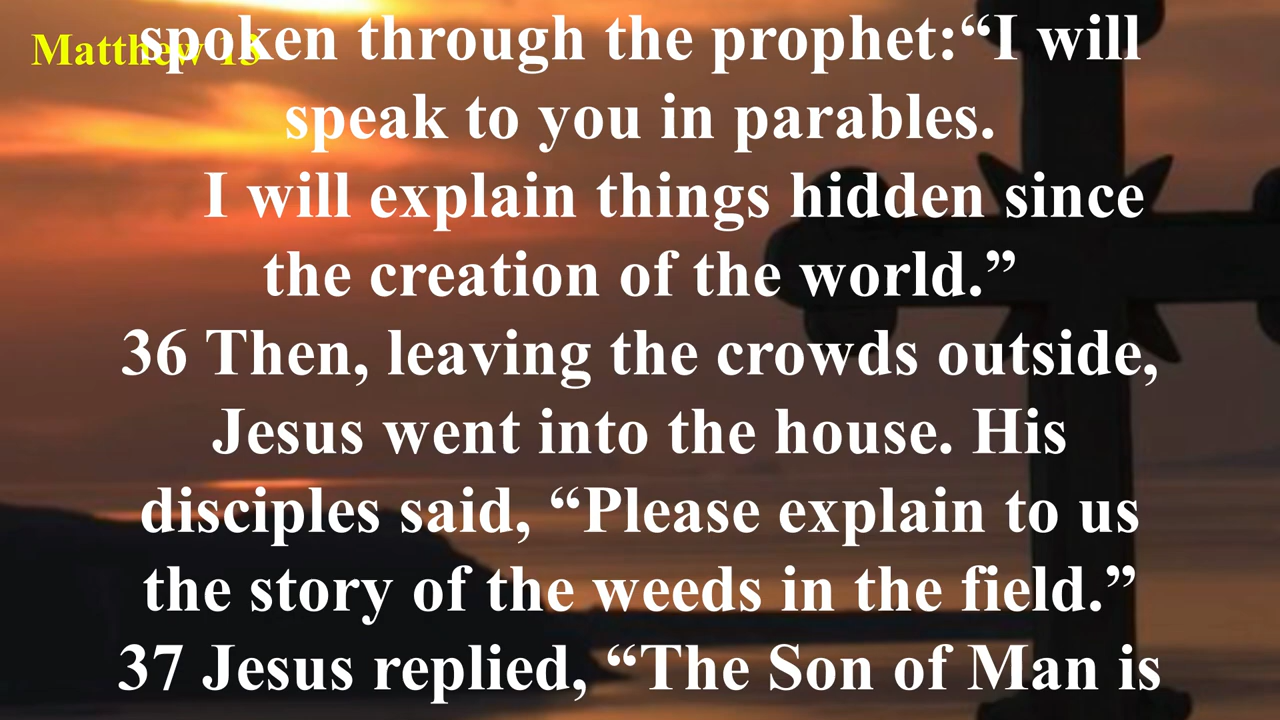 Matthew 13
spoken through the prophet:“I will
speak to you in parables.
I will explain things hidden since
the creation of the world.”
36 Then, leaving the crowds outside,
Jesus went into the house. His
disciples said, “Please explain to us
the story of the weeds in the field.”
37 Jesus replied, “The Son of Man is